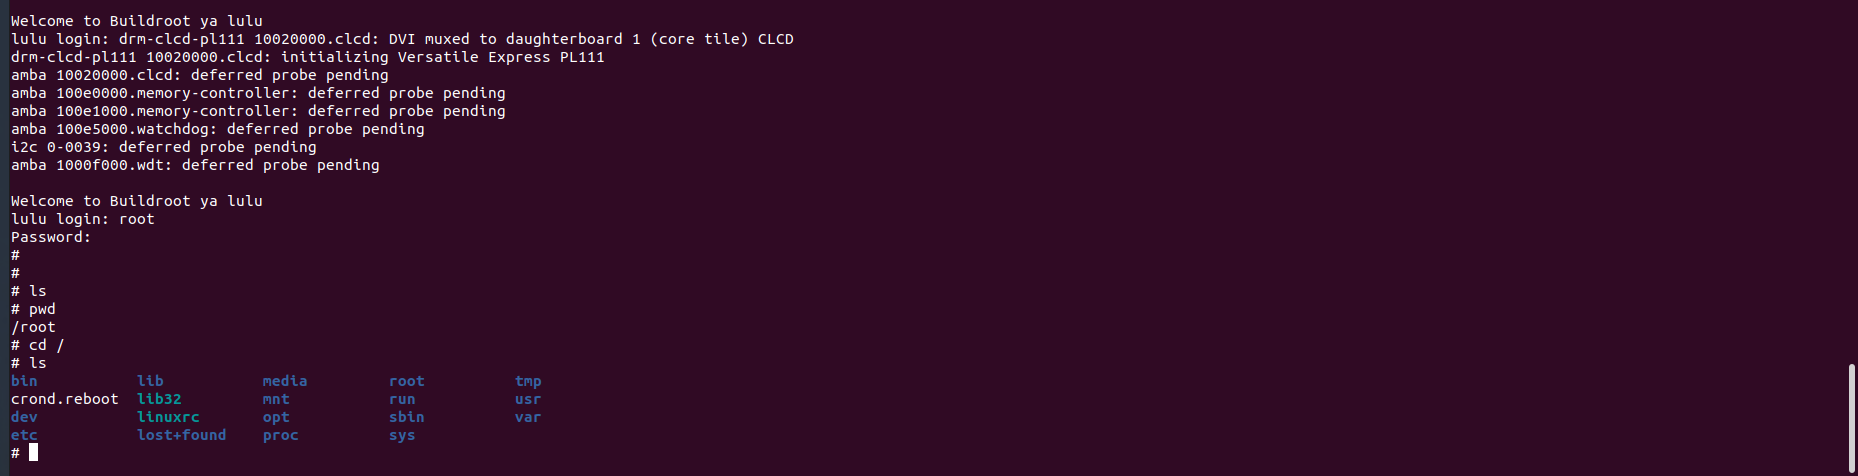 Welcome to Buildroot ya lulu
lulu login: drm-clcd-pl111 10020000.clcd: DVI muxed to daughterboard 1 (core tile) CLCD
drm-clcd-pl111 10020000.clcd: initializing Versatile Express PL111
amba 10020000.clcd: deferred probe pending
amba 100e0000.memory-controller: deferred probe pending
amba 100e1000.memory-controller: deferred probe pending
amba 100e5000.watchdog: deferred probe pending
i2c 0-0039: deferred probe pending
amba 1000f000.wdt: deferred probe pending

Welcome to Buildroot ya lulu
lulu login: root
Password:
#
#
# ls
# pwd
/root
# cd /
# ls
bin           lib           media         root          tmp
crond.reboot  lib32         mnt           run           usr
dev           linuxrc       opt           sbin          var
etc           lost+found    proc          sys
#